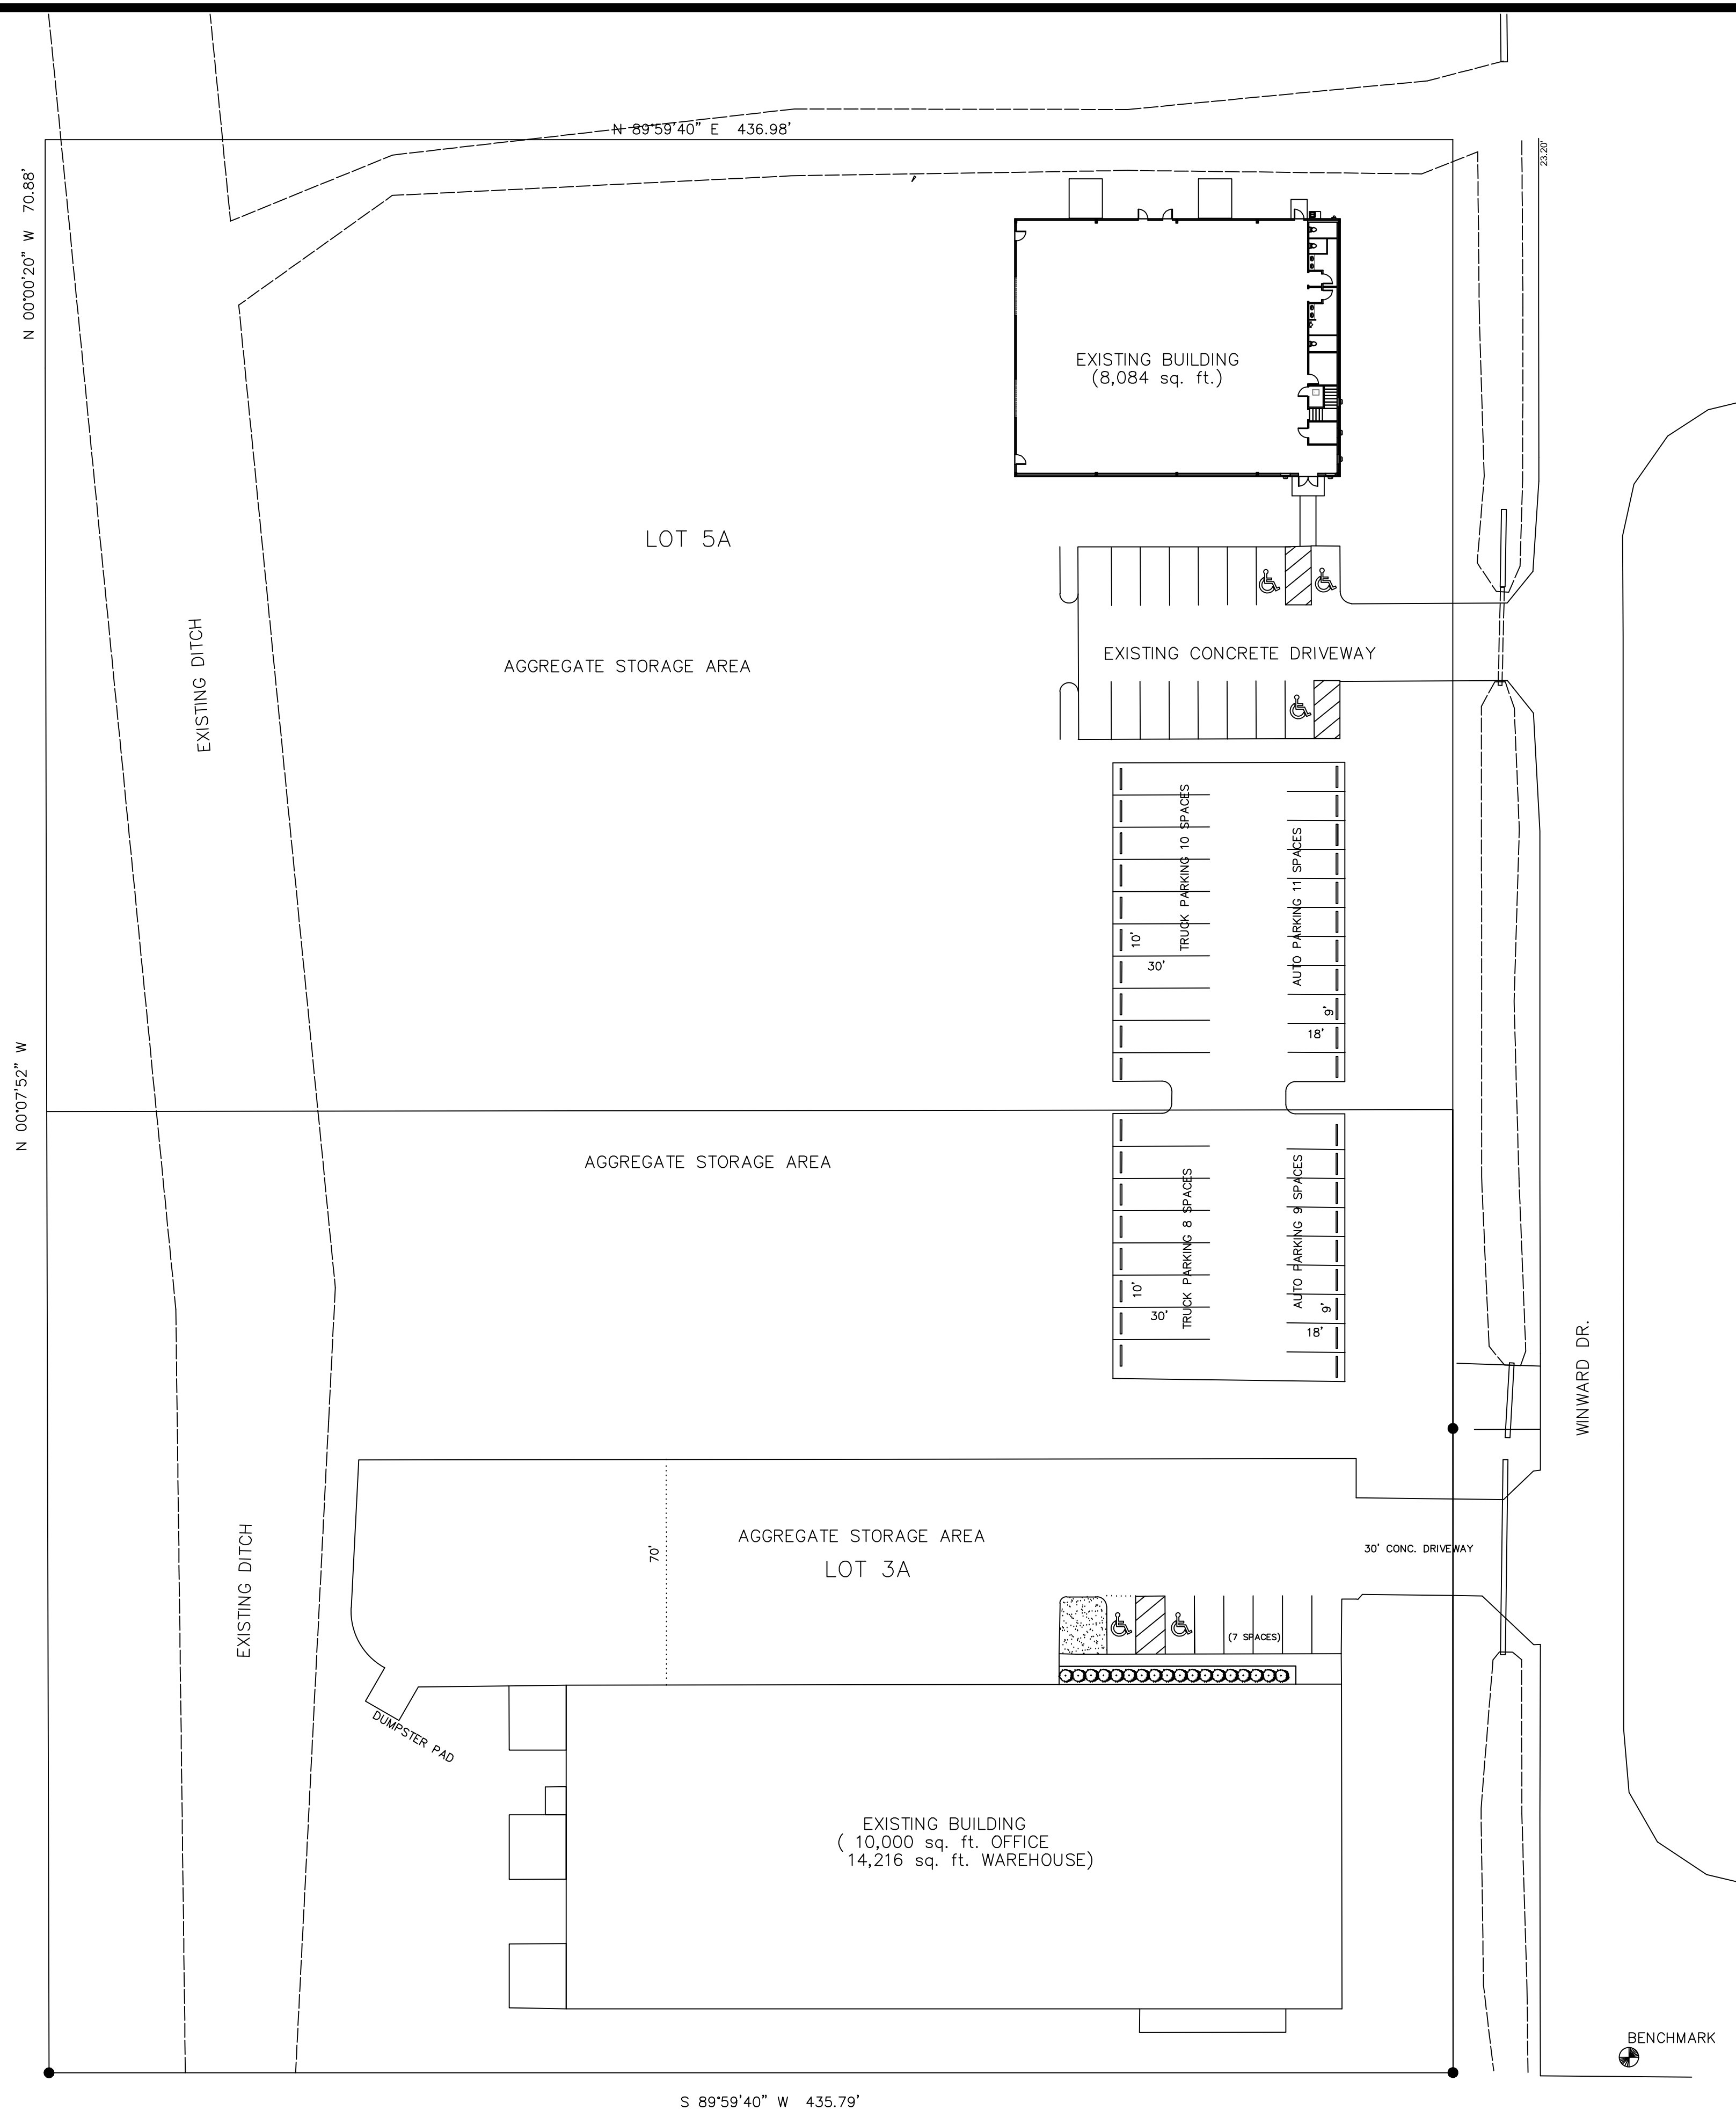 N 89°59'40" E 436.98'
23.20'
N 00°00'20" W 70.88'
EXISTING BUILDING
(8,084 sq. ft.)
LOT 5A
EXISTING DITCH
AGGREGATE STORAGE AREA
EXISTING CONCRETE DRIVEWAY
TRUCK PARKING 10 SPACES
AUTO PARKING 11 SPACES
10'
30'
9'
18'
N 00°07'52" W
AGGREGATE STORAGE AREA
TRUCK PARKING 8 SPACES
AUTO PARKING 9 SPACES
10'
30'
9'
18'
WINWARD DR.
EXISTING DITCH
70'
AGGREGATE STORAGE AREA
LOT 3A
30' CONC. DRIVEWAY
(7 SPACES)
DUMPSTER PAD
EXISTING BUILDING
( 10,000 sq. ft. OFFICE
14,216 sq. ft. WAREHOUSE)
BENCHMARK
S 89°59'40" W 435.79'